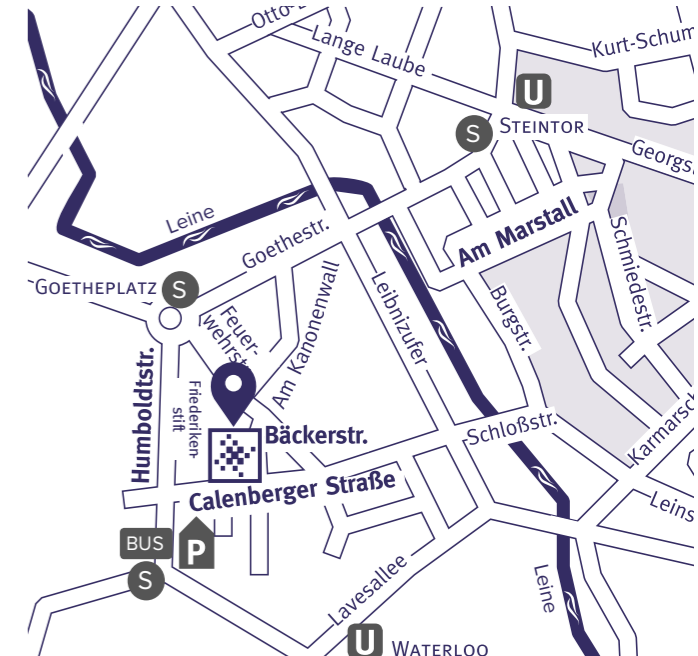 Otto-B
Lange Laube
Kurt-Schum
U
S
STEINTOR
Georgs
Leine
Goethestr.
Am Marstall
Schmiedestr.
GOETHEPLATZ
S
Feuer-
wehrstr
Am Kanonenwall
Leibnizufer
Burgstr.
Humboldtstr.
Friederiken-
stift
Bäckerstr.
Schloßstr.
Karmarsch
Calenberger Straße
Leins
BUS
P
S
Lavesallee
Leine
U
WATERLOO